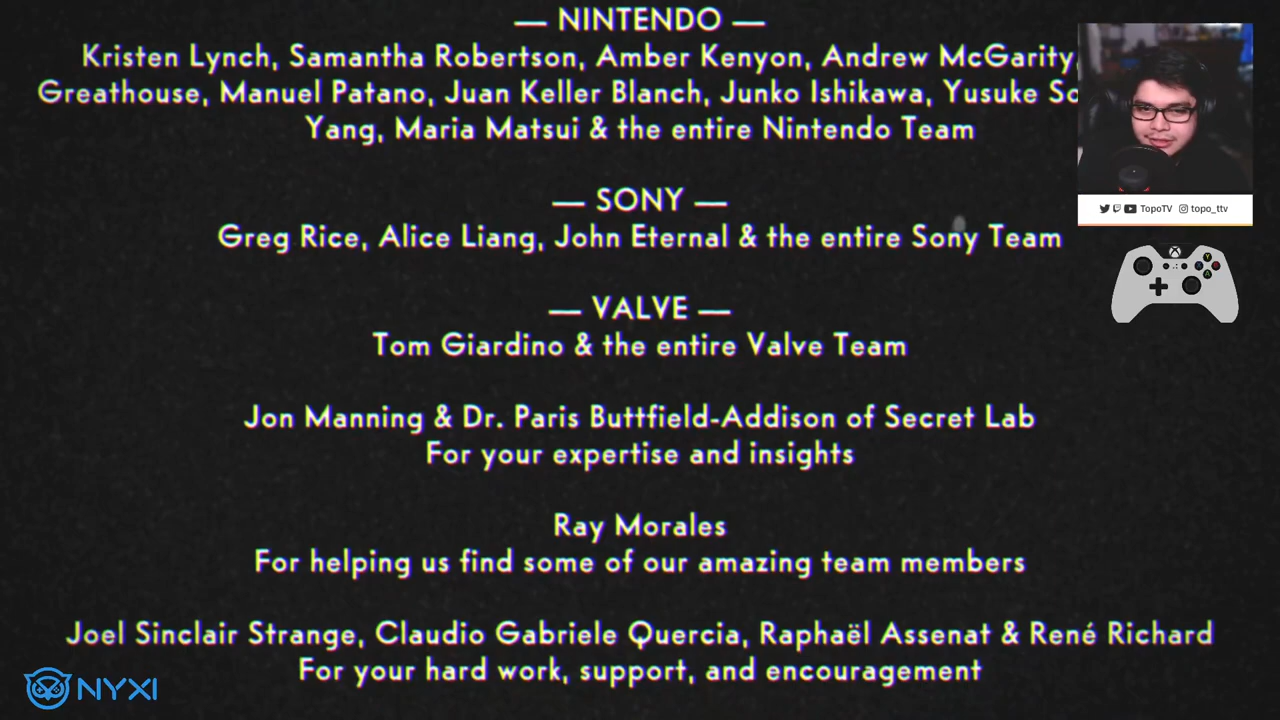 — NINTENDO —
Kristen Lynch, Samantha Robertson, Amber Kenyon, Andrew McGarity,
Greathouse, Manuel Patano, Juan Keller Blanch, Junko Ishikawa, Yusuke
Yang, Maria Matsui & the entire Nintendo Team
— SONY —
Greg Rice, Alice Liang, John Eternal & the entire Sony Team
— VALVE —
Tom Giardino & the entire Valve Team
Jon Manning & Dr. Paris Buttfield-Addison of Secret Lab
For your expertise and insights
Ray Morales
For helping us find some of our amazing team members
Joel Sinclair Strange, Claudio Gabriele Quercia, Raphaël Assenat & René Richard
For your hard work, support, and encouragement
TopoTV topo_ttv
Y
X B
A
NYXI